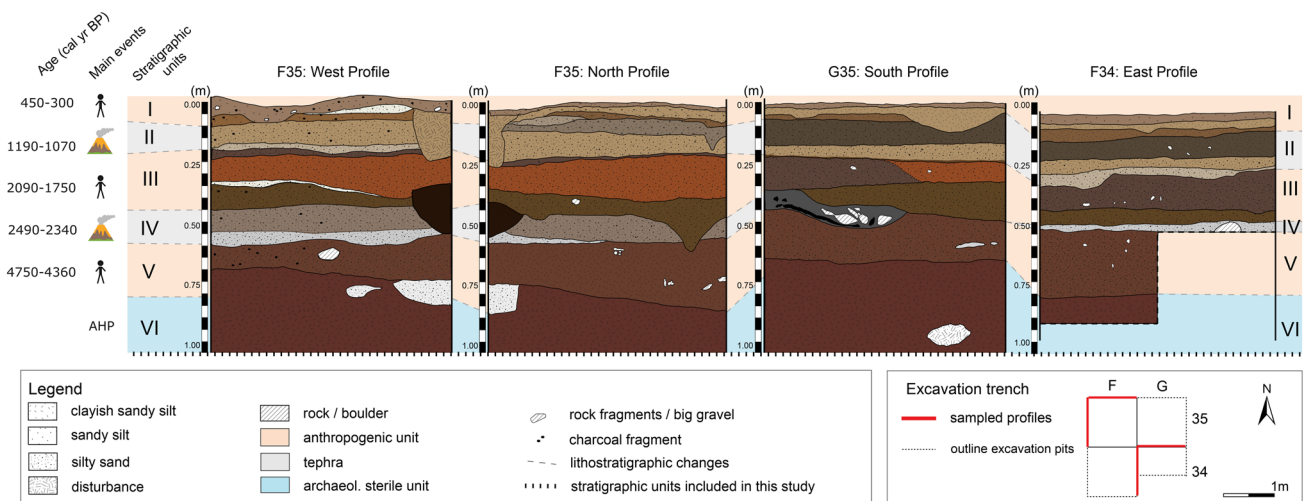 Age (cal yr BP)
Main events
Stratigraphic
units
F35: West Profile
F35: North Profile
G35: South Profile
F34: East Profile
(m)
(m)
(m)
(m)
450-300
I
0.00
0.00
0.00
0.00
I
1190-1070
II
0.25
0.25
0.25
0.25
II
2090-1750
III
III
2490-2340
IV
0.50
0.50
0.50
0.50
IV
4750-4360
V
0.75
0.75
0.75
0.75
V
AHP
VI
1.00
1.00
1.00
1.00
VI
Legend
clayish sandy silt
sandy silt
silty sand
disturbance
rock / boulder
anthropogenic unit
tephra
archaeol. sterile unit
rock fragments / big gravel
charcoal fragment
lithostratigraphic changes
stratigraphic units included in this study
Excavation trench
sampled profiles
outline excavation pits
F
G
35
34
N
1m